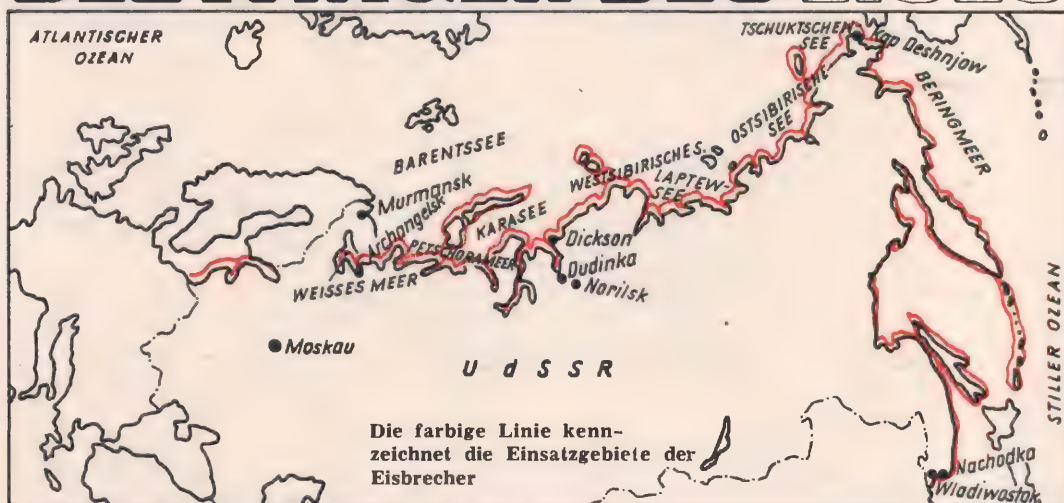 ATLANTISCHER
OZEAN
TSCHUKTSCHEN
SEE
Kap Deshnjow
BERINGMEER
OSTSIBIRISCHE
SEE
BARENTSSEE
WESTSIBIRISCHES
LAPTEW-
SEE
Murmansk
Archangelsk
KARASEE
PETSCHORAMEER
Dickson
Dudinka
Norilsk
WEISSES MEER
Moskau
UdSSR
STILLER OZEAN
Die farbige Linie kenn-
zeichnet die Einsatzgebiete der
Eisbrecher
Nachodka
Wladiwostok